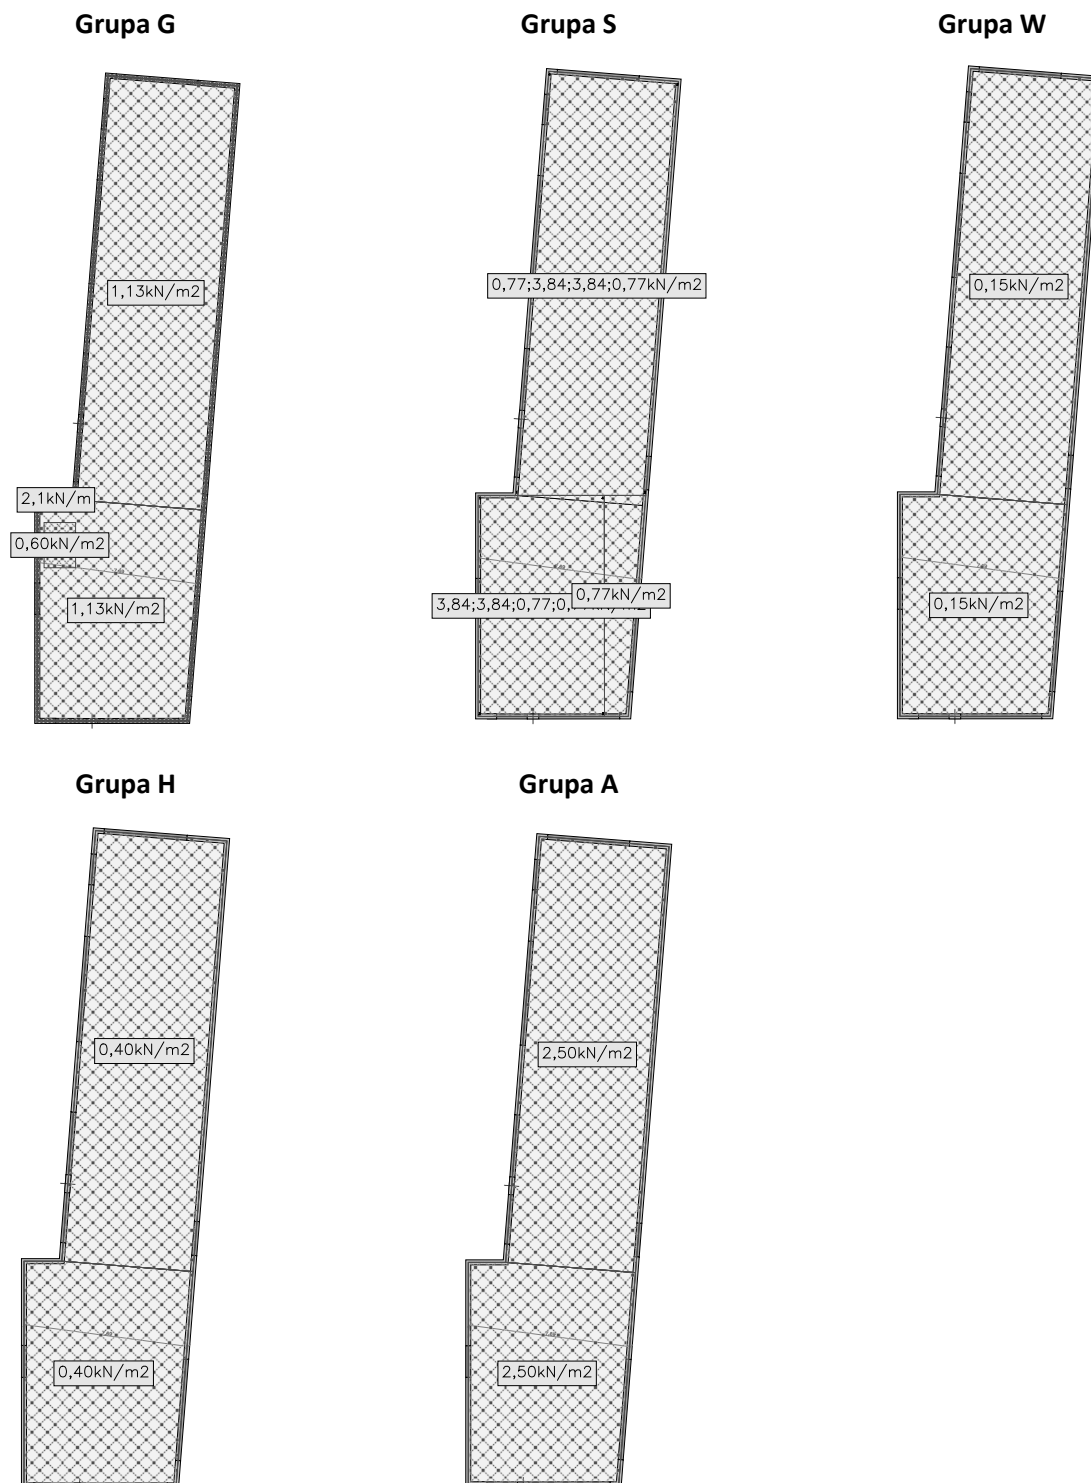 Grupa G
Grupa S
Grupa W
1,13kN/m2
0,77;3,84;3,84;0,77kN/m2
0,15kN/m2
2,1kN/m
0,60kN/m2
1,13kN/m2
3,84;3,84;0,77;0,
0,77kN/m2
0,15kN/m2
Grupa H
Grupa A
0,40kN/m2
2,50kN/m2
0,40kN/m2
2,50kN/m2